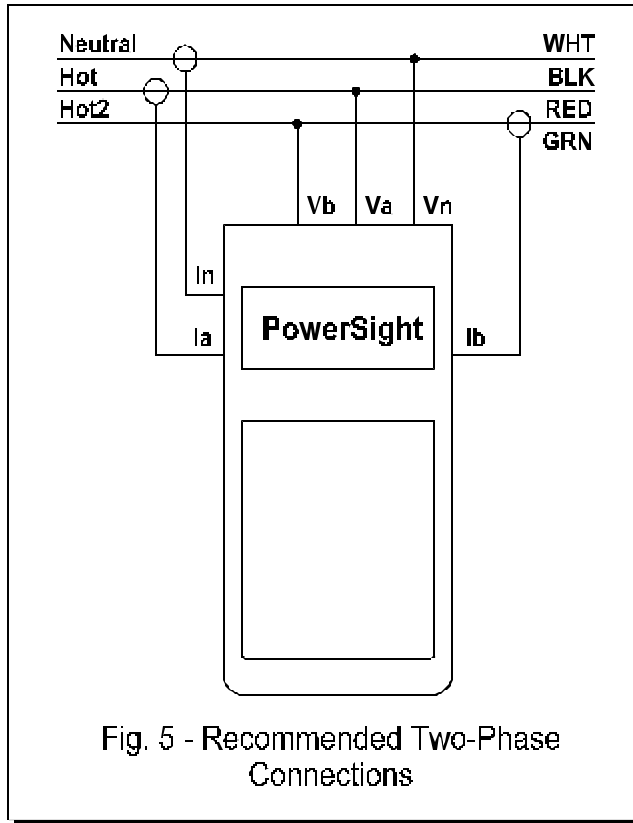 Neutral WHT
Hot BLK
Hot2 RED
GRN
Vb Va Vn
In
PowerSight
Ia Ib
Fig. 5 - Recommended Two-Phase
Connections